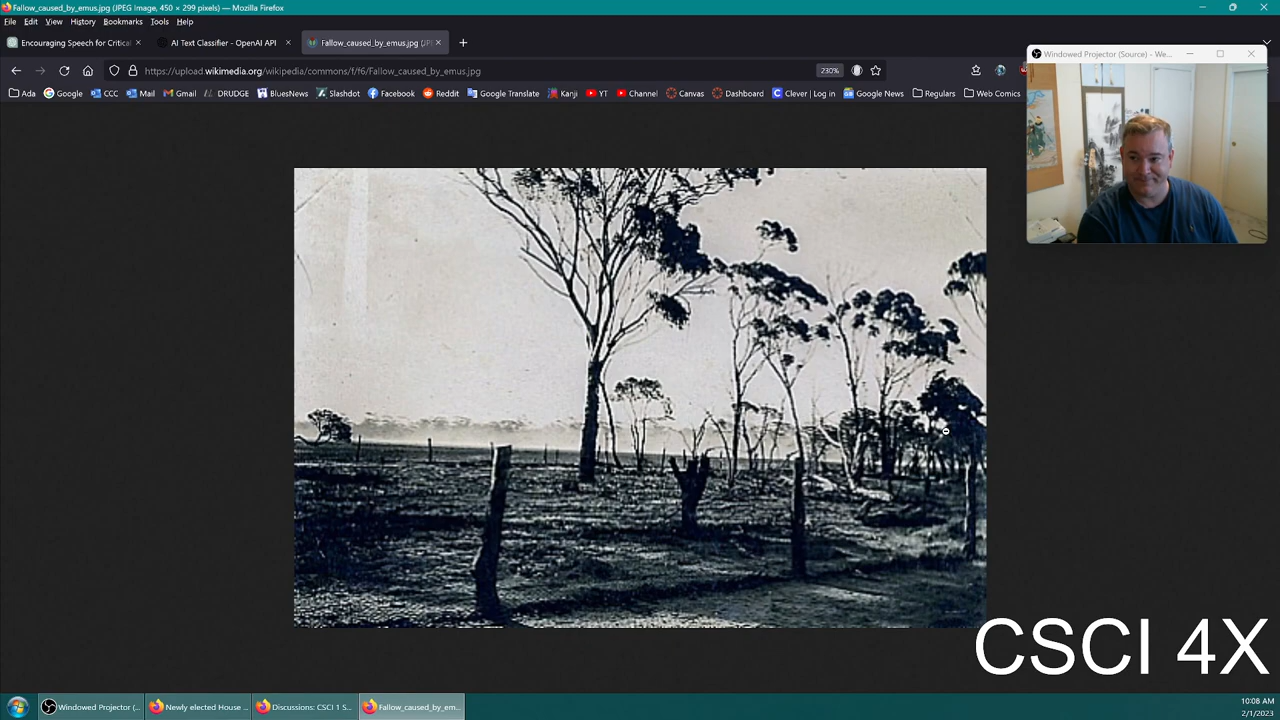 Fallow_caused_by_emus.jpg (JPEG Image, 450 × 299 pixels) — Mozilla Firefox
File Edit View History Bookmarks Tools Help
Encouraging Speech for Critical
AI Text Classifier - OpenAI API
Fallow_caused_by_emus.jpg (JPE
https://upload.wikimedia.org/wikipedia/commons/f/f6/Fallow_caused_by_emus.jpg
230%
Ada Google CCC Mail Gmail DRUDGE BluesNews Slashdot Facebook Reddit Google Translate Kanji YT Channel Canvas Dashboard Clever | Log in Google News Regulars Web Comics
Windowed Projector (Source) - We...
CSCI 4X
Windowed Projector (...
Newly elected House ...
Discussions: CSCI 1 S...
Fallow_caused_by_em...
10:08 AM
2/1/2023